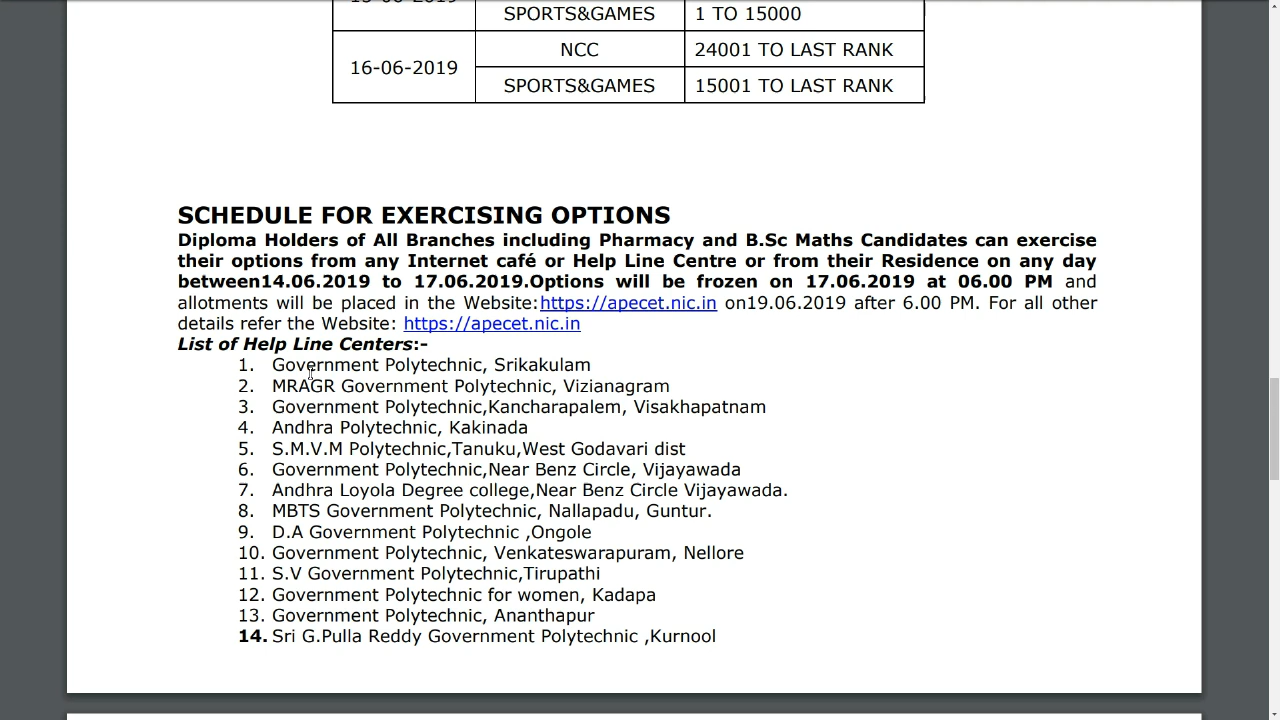 SPORTS&GAMES 1 TO 15000
16-06-2019 NCC 24001 TO LAST RANK
SPORTS&GAMES 15001 TO LAST RANK
SCHEDULE FOR EXERCISING OPTIONS
Diploma Holders of All Branches including Pharmacy and B.Sc Maths Candidates can exercise
their options from any Internet café or Help Line Centre or from their Residence on any day
between14.06.2019 to 17.06.2019.Options will be frozen on 17.06.2019 at 06.00 PM and
allotments will be placed in the Website:https://apecet.nic.in on19.06.2019 after 6.00 PM. For all other
details refer the Website: https://apecet.nic.in
List of Help Line Centers:-
1. Government Polytechnic, Srikakulam
2. MRAGR Government Polytechnic, Vizianagram
3. Government Polytechnic,Kancharapalem, Visakhapatnam
4. Andhra Polytechnic, Kakinada
5. S.M.V.M Polytechnic,Tanuku,West Godavari dist
6. Government Polytechnic,Near Benz Circle, Vijayawada
7. Andhra Loyola Degree college,Near Benz Circle Vijayawada.
8. MBTS Government Polytechnic, Nallapadu, Guntur.
9. D.A Government Polytechnic ,Ongole
10. Government Polytechnic, Venkateswarapuram, Nellore
11. S.V Government Polytechnic,Tirupathi
12. Government Polytechnic for women, Kadapa
13. Government Polytechnic, Ananthapur
14. Sri G.Pulla Reddy Government Polytechnic ,Kurnool